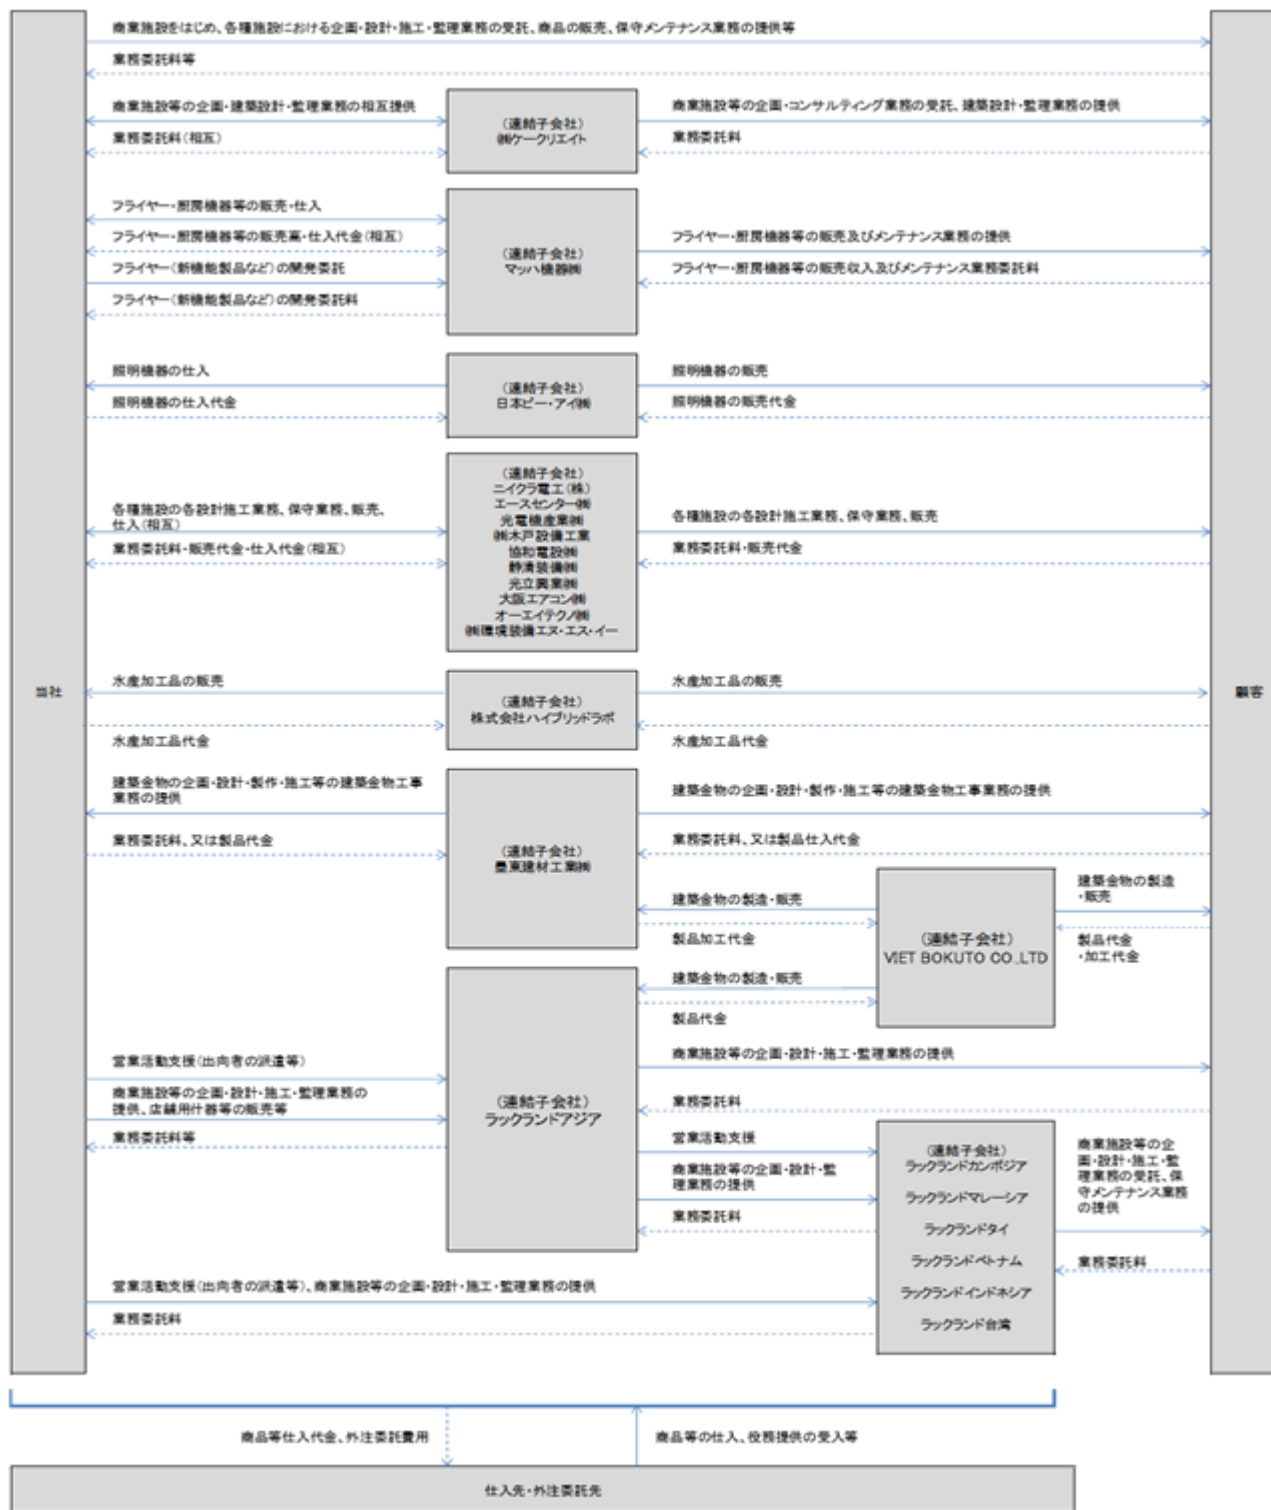 商業施設をはじめ、各種施設における企画・設計・施工・監理業務の受託、商品の販売、保守メンテナンス業務の提供等
業務委託料等
商業施設等の企画・建築設計・監理業務の相互提供
業務委託料（相互）
（連結子会社）
㈱ケークリエイト
商業施設等の企画・コンサルティング業務の受託、建築設計・監理業務の提供
業務委託料
フライヤー・厨房機器等の販売・仕入
フライヤー・厨房機器等の販売高・仕入代金（相互）
フライヤー（新機能製品など）の開発委託
フライヤー（新機能製品など）の開発委託料
（連結子会社）
マッハ機器㈱
フライヤー・厨房機器等の販売及びメンテナンス業務の提供
フライヤー・厨房機器等の販売収入及びメンテナンス業務委託料
照明機器の仕入
照明機器の仕入代金
（連結子会社）
日本ピー・アイ㈱
照明機器の販売
照明機器の販売代金
各種施設の各設計施工業務、保守業務、販売、
仕入（相互）
業務委託料・販売代金・仕入代金（相互）
（連結子会社）
ニイクラ電工（株）
エースセンター㈱
光電機産業㈱
㈱木戸設備工業
協和電設㈱
静清装備㈱
光立興業㈱
大阪エアコン㈱
オーエイテクノ㈱
㈱環境装備エヌ・エス・イー
各種施設の各設計施工業務、保守業務、販売
業務委託料・販売代金
当社
顧客
水産加工品の販売
水産加工品代金
（連結子会社）
株式会社ハイブリッドラボ
水産加工品の販売
水産加工品代金
建築金物の企画・設計・製作・施工等の建築金物工事
業務の提供
業務委託料、又は製品代金
（連結子会社）
墨東建材工業㈱
建築金物の企画・設計・製作・施工等の建築金物工事業務の提供
業務委託料、又は製品仕入代金
建築金物の製造・販売
製品加工代金
（連結子会社）
VIET BOKUTO CO.,LTD
建築金物の製造
・販売
製品代金
・加工代金
建築金物の製造・販売
製品代金
営業活動支援（出向者の派遣等）
商業施設等の企画・設計・施工・監理業務の
提供、店舗用什器等の販売等
業務委託料等
（連結子会社）
ラックランドアジア
商業施設等の企画・設計・施工・監理業務の提供
業務委託料
営業活動支援
商業施設等の企画・設計・監
理業務の提供
業務委託料
（連結子会社）
ラックランドカンボジア
ラックランドマレーシア
ラックランドタイ
ラックランドベトナム
ラックランドインドネシア
ラックランド台湾
商業施設等の企
画・設計・施工・監
理業務の受託、保
守メンテナンス業務
の提供
業務委託料
営業活動支援（出向者の派遣等）、商業施設等の企画・設計・施工・監理業務の提供
業務委託料
商品等仕入代金、外注委託費用
商品等の仕入、役務提供の受入等
仕入先・外注委託先